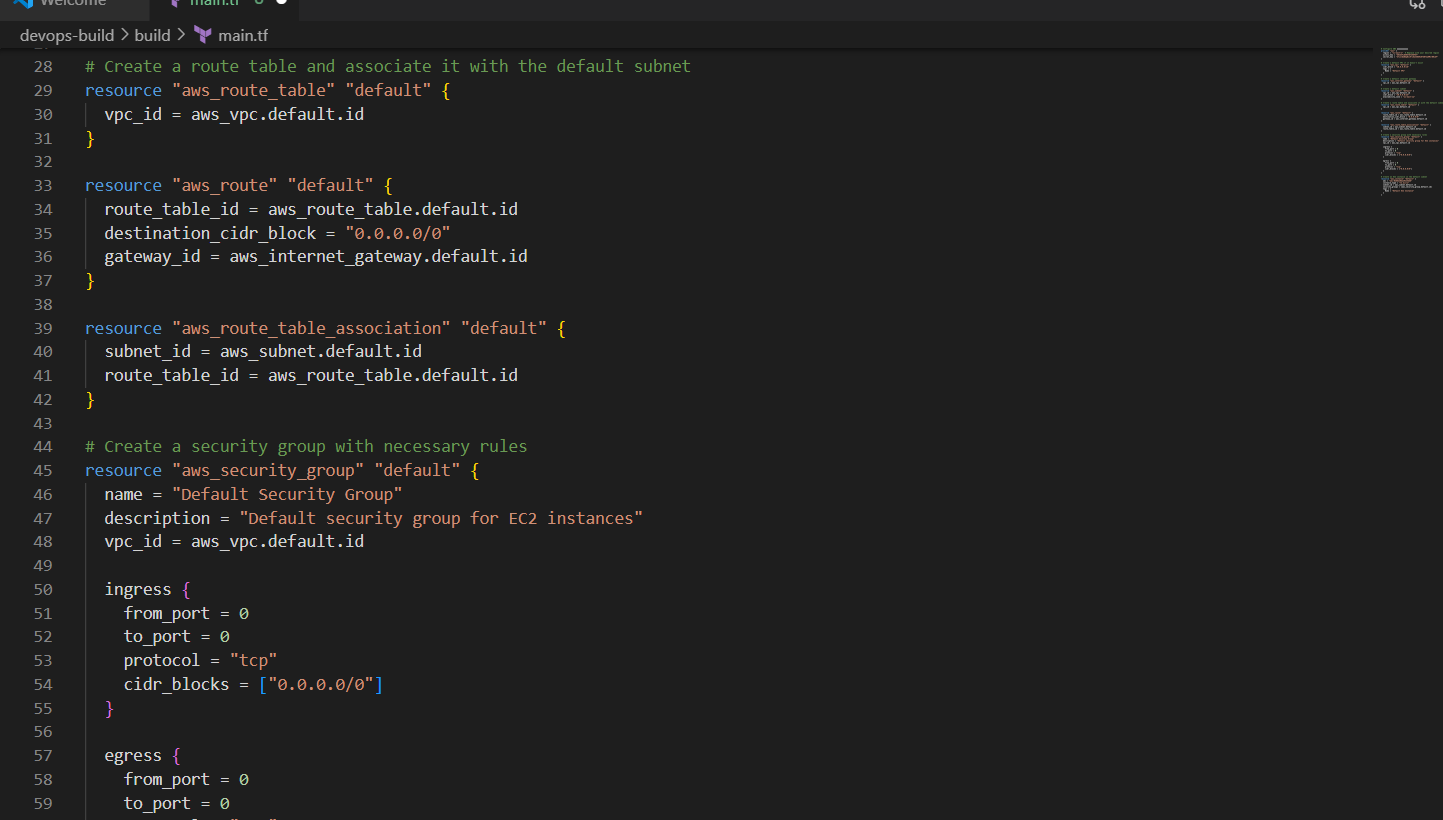 Welcome
main.tf 6
devops-build > build > main.tf
28 # Create a route table and associate it with the default subnet
29 resource "aws_route_table" "default" {
30 vpc_id = aws_vpc.default.id
31 }
32
33 resource "aws_route" "default" {
34 route_table_id = aws_route_table.default.id
35 destination_cidr_block = "0.0.0.0/0"
36 gateway_id = aws_internet_gateway.default.id
37 }
38
39 resource "aws_route_table_association" "default" {
40 subnet_id = aws_subnet.default.id
41 route_table_id = aws_route_table.default.id
42 }
43
44 # Create a security group with necessary rules
45 resource "aws_security_group" "default" {
46 name = "Default Security Group"
47 description = "Default security group for EC2 instances"
48 vpc_id = aws_vpc.default.id
49
50 ingress {
51 from_port = 0
52 to_port = 0
53 protocol = "tcp"
54 cidr_blocks = ["0.0.0.0/0"]
55 }
56
57 egress {
58 from_port = 0
59 to_port = 0